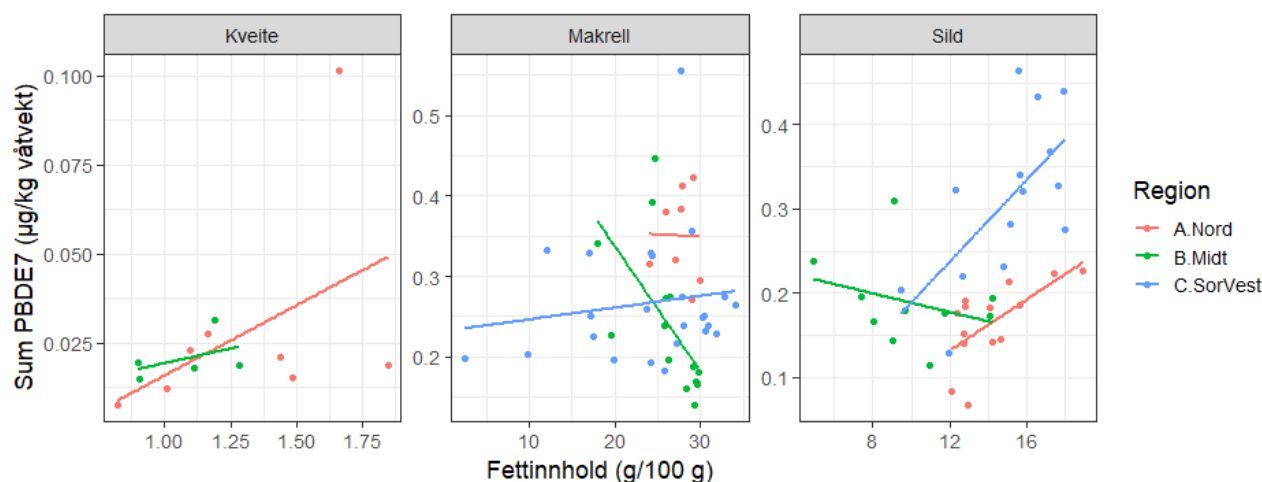 Kveite
Makrell
Sild
Sum PBDE7 (µg/kg våtvekt)
0.100
0.075
0.050
0.025
0.5
0.4
0.3
0.2
0.4
0.3
0.2
0.1
1.00 1.25 1.50 1.75
10 20 30
8 12 16
Fettinnhold (g/100 g)
Region
A.Nord
B.Midt
C.SorVest